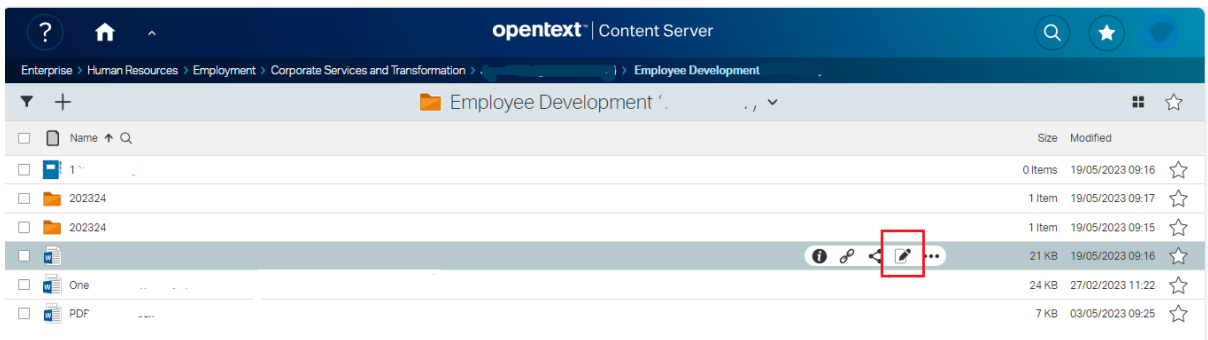 ? opentext™ | Content Server
Enterprise > Human Resources > Employment > Corporate Services and Transformation > > Employee Development
Employee Development
Name Size Modified
1 0 Items 19/05/2023 09:16
202324 1 Item 19/05/2023 09:17
202324 1 Item 19/05/2023 09:15
21 KB 19/05/2023 09:16
One 24 KB 27/02/2023 11:22
PDF 7 KB 03/05/2023 09:25